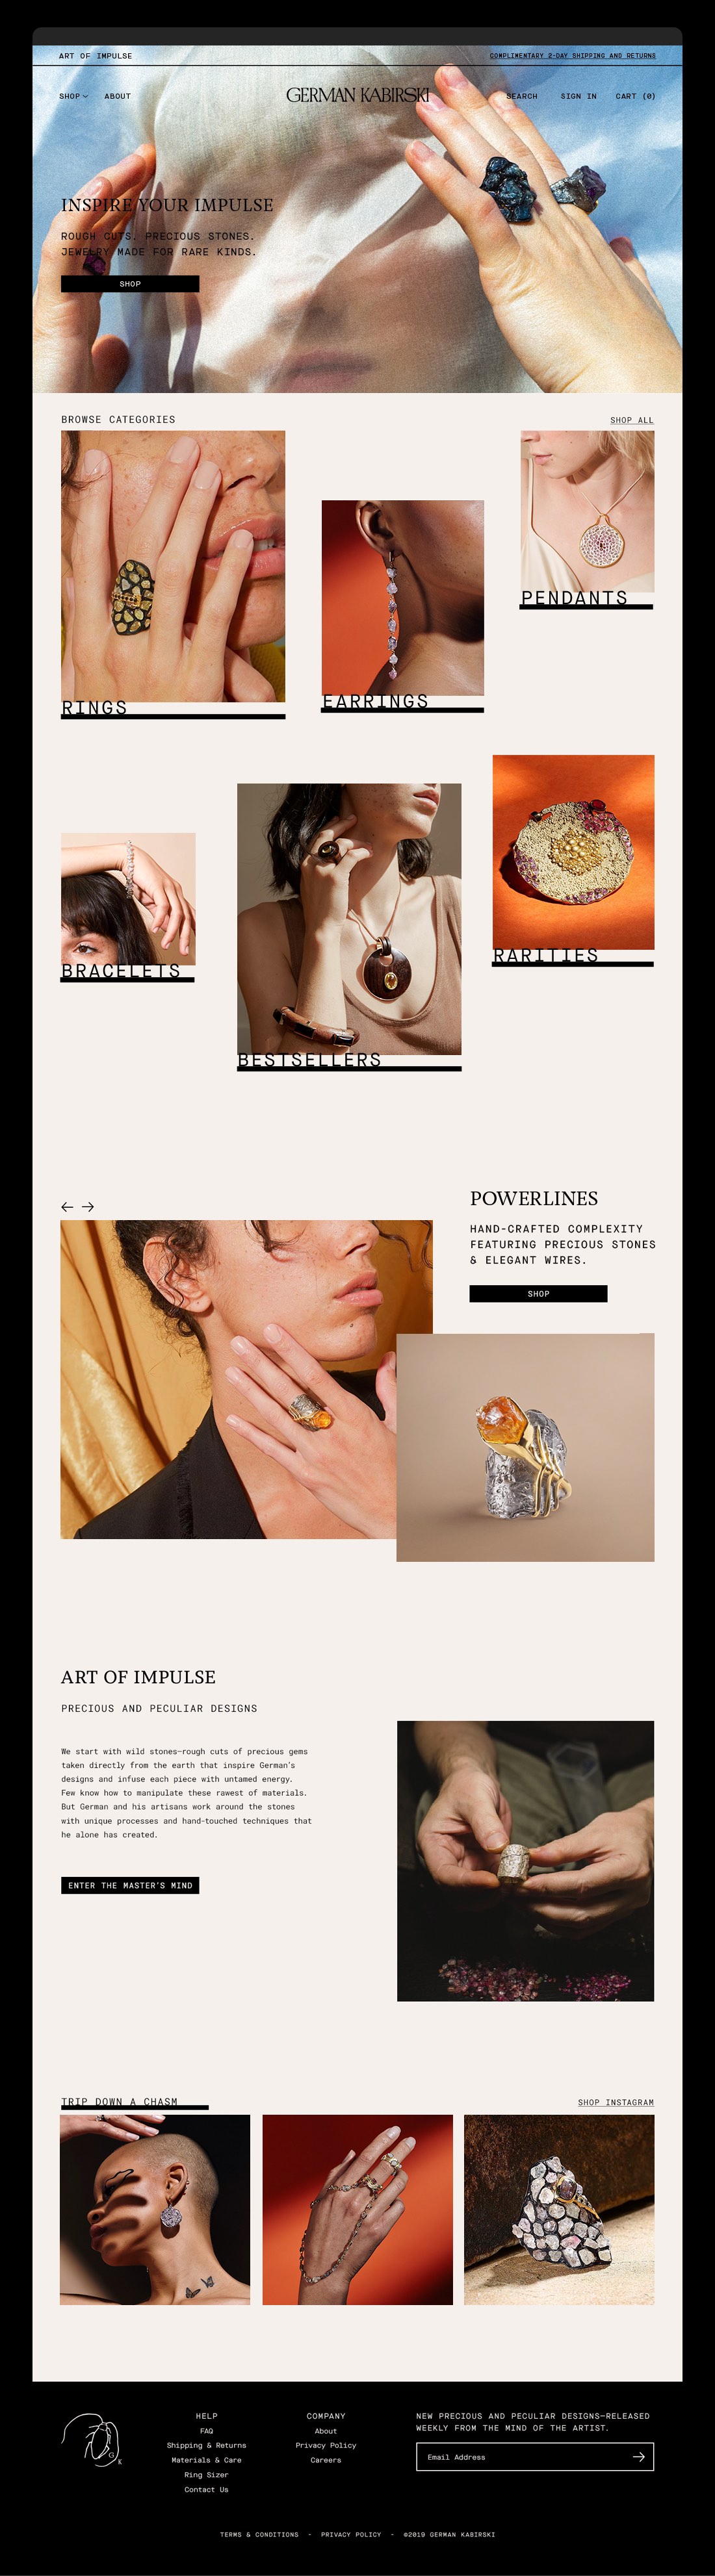 ART OF IMPULSE
COMPLIMENTARY 2-DAY SHIPPING AND RETURNS
SHOP
ABOUT
GERMAN KABIRSKI
SEARCH
SIGN IN
CART (0)
INSPIRE YOUR IMPULSE
ROUGH CUTS. PRECIOUS STONES.
JEWELRY MADE FOR RARE KINDS.
SHOP
BROWSE CATEGORIES
SHOP ALL
RINGS
EARRINGS
PENDANTS
BRACELETS
BESTSELLERS
RARITIES
POWERLINES
HAND-CRAFTED COMPLEXITY
FEATURING PRECIOUS STONES
& ELEGANT WIRES.
SHOP
ART OF IMPULSE
PRECIOUS AND PECULIAR DESIGNS
We start with wild stones—rough cuts of precious gems
taken directly from the earth that inspire German's
designs and infuse each piece with untamed energy.
Few know how to manipulate these rawest of materials.
But German and his artisans work around the stones
with unique processes and hand-touched techniques that
he alone has created.
ENTER THE MASTER'S MIND
TRIP DOWN A CHASM
SHOP INSTAGRAM
G K
HELP
FAQ
Shipping & Returns
Materials & Care
Ring Sizer
Contact Us
COMPANY
About
Privacy Policy
Careers
NEW PRECIOUS AND PECULIAR DESIGNS—RELEASED
WEEKLY FROM THE MIND OF THE ARTIST.
Email Address
TERMS & CONDITIONS - PRIVACY POLICY - ©2019 GERMAN KABIRSKI